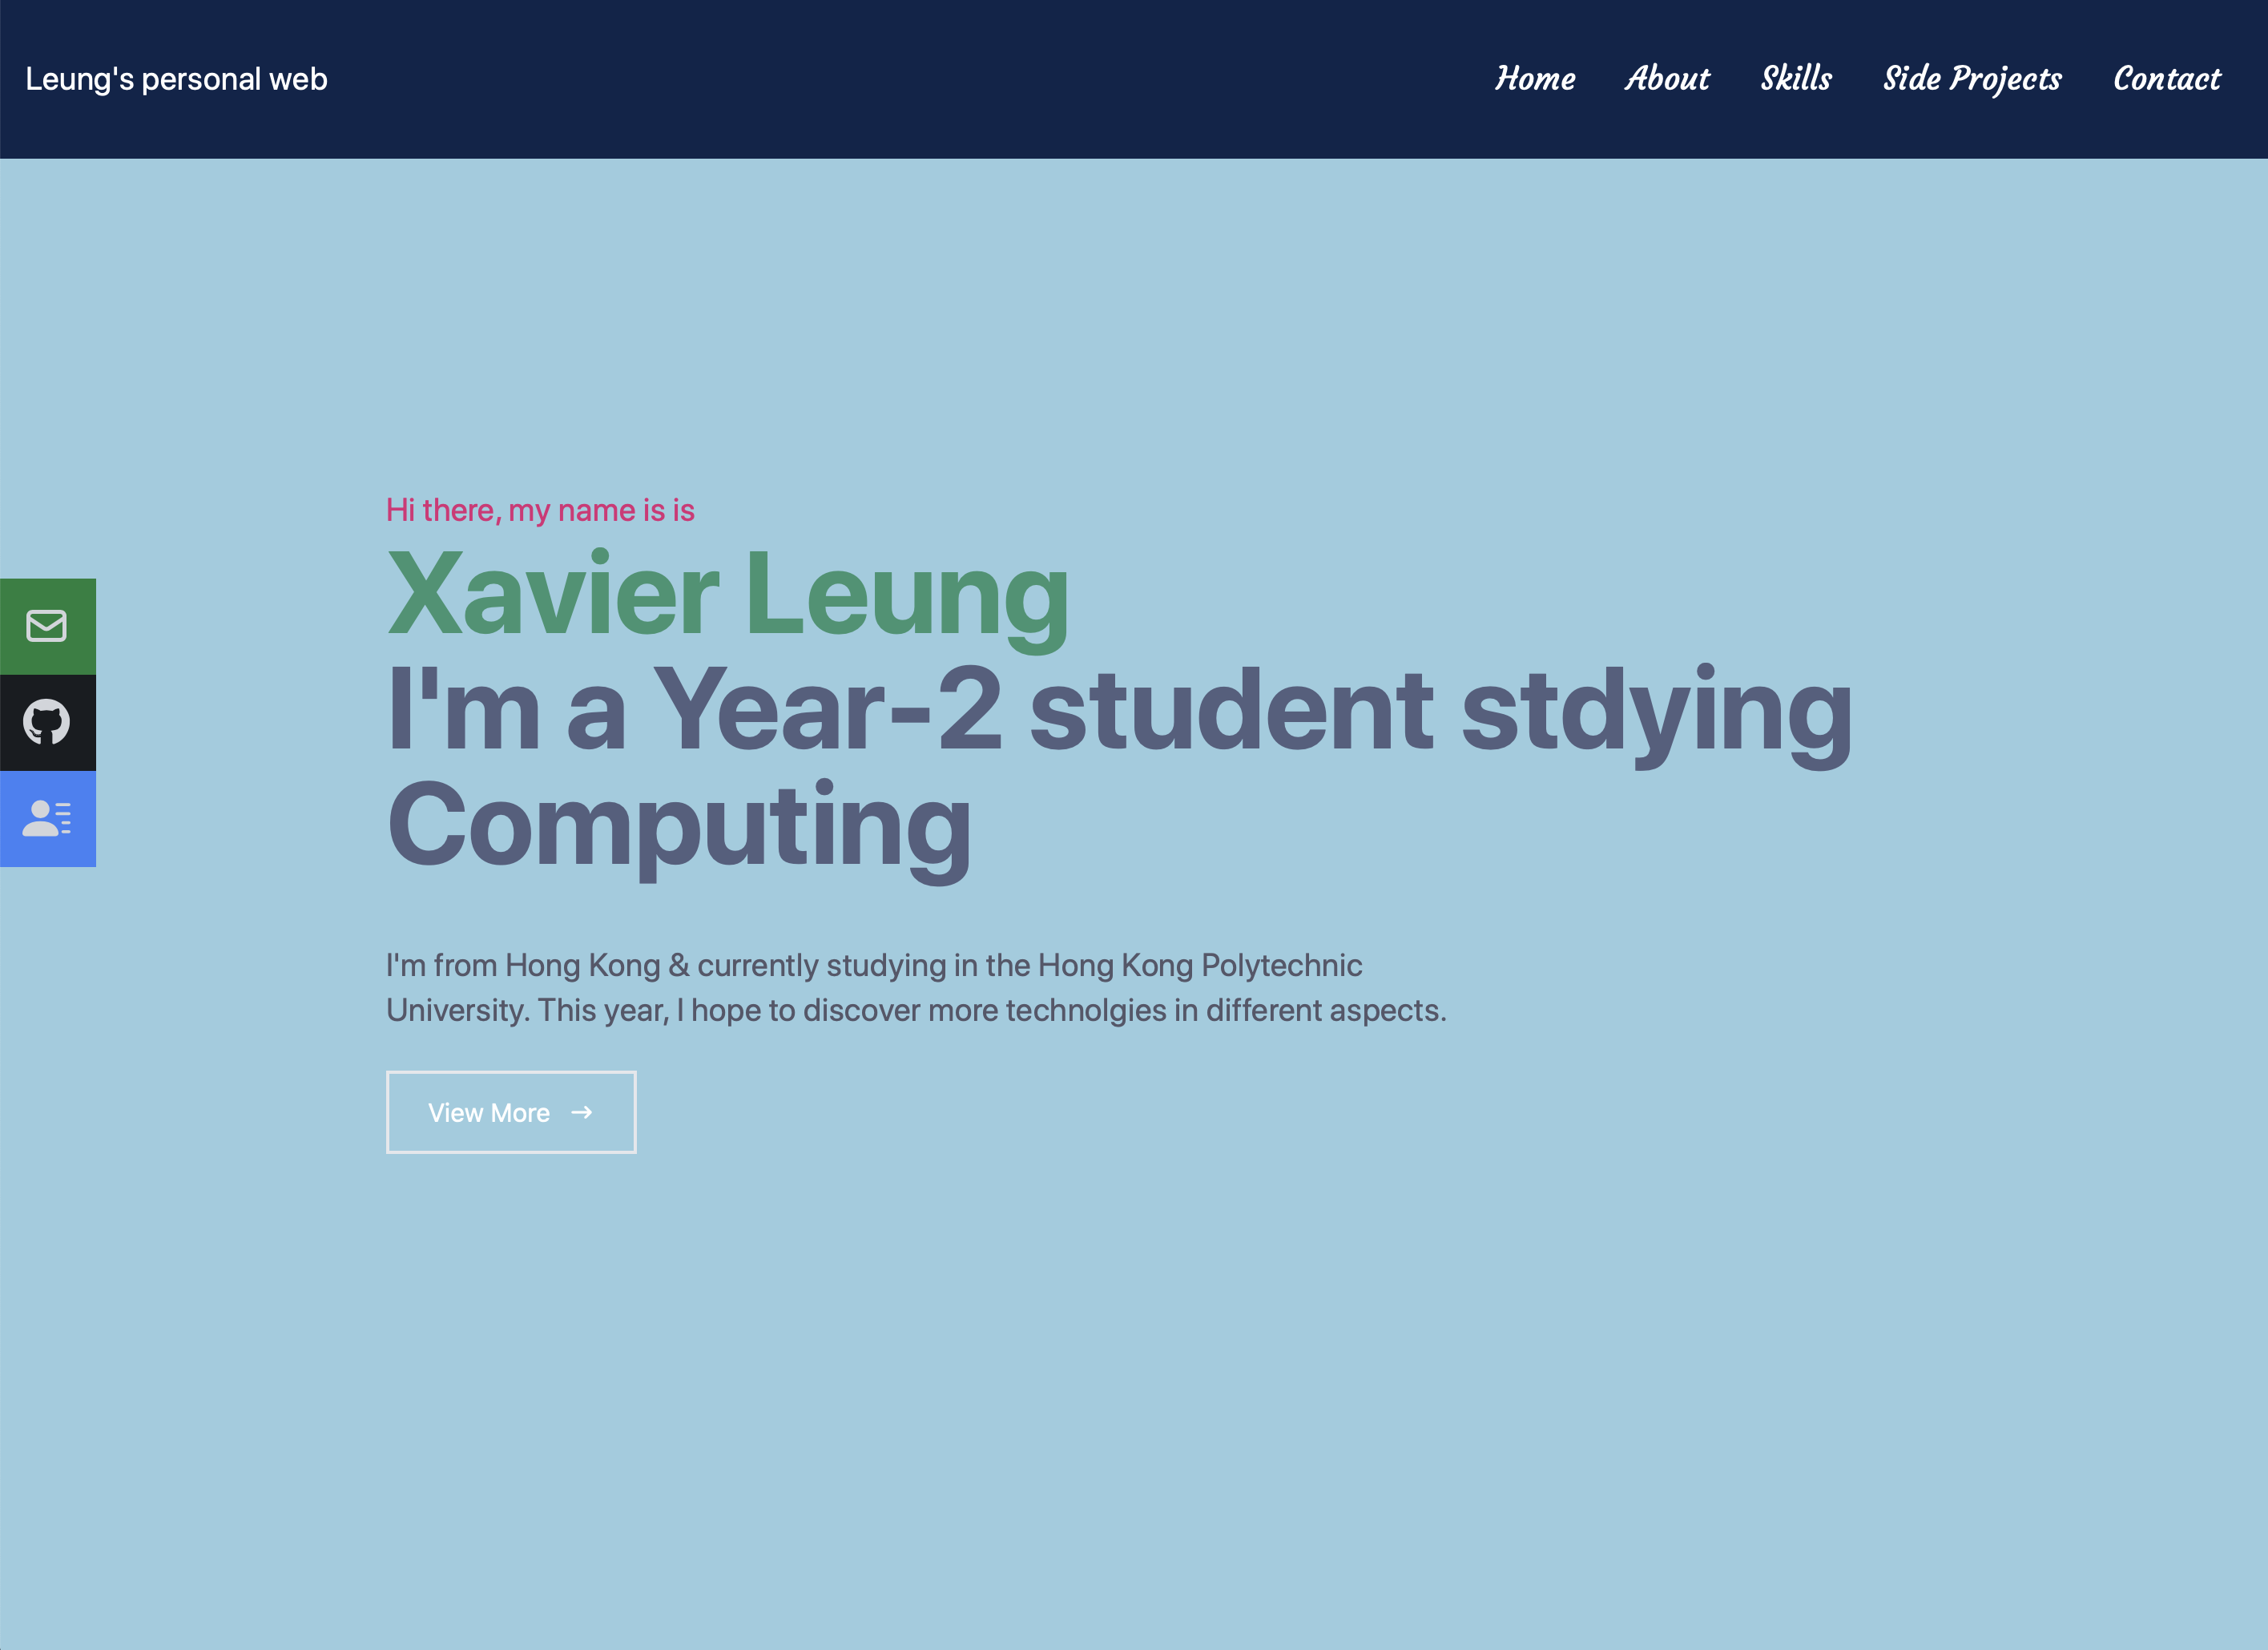 Leung's personal web
Home About Skills Side Projects Contact
Hi there, my name is is
Xavier Leung
I'm a Year-2 student stdying
Computing
I'm from Hong Kong & currently studying in the Hong Kong Polytechnic
University. This year, I hope to discover more technolgies in different aspects.
View More →